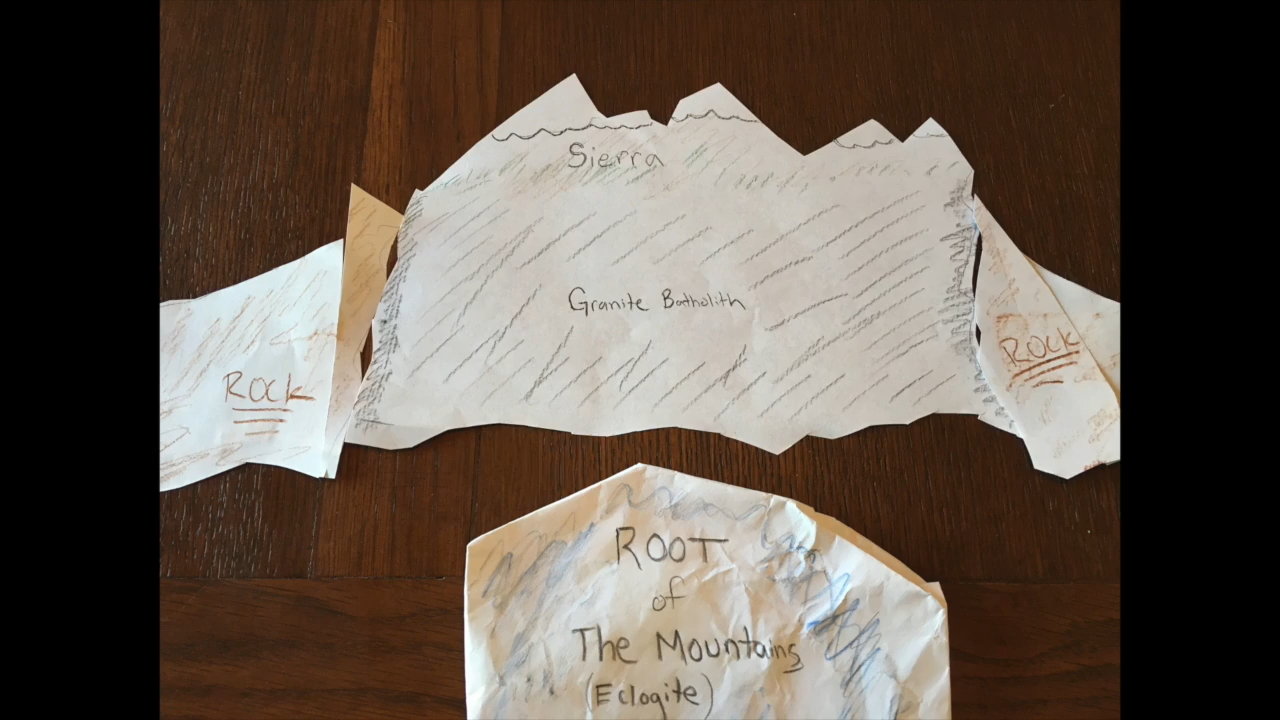 Sierra
Granite Batholith
Rock
Rock
ROOT
of
The Mountains
(Eclogite)